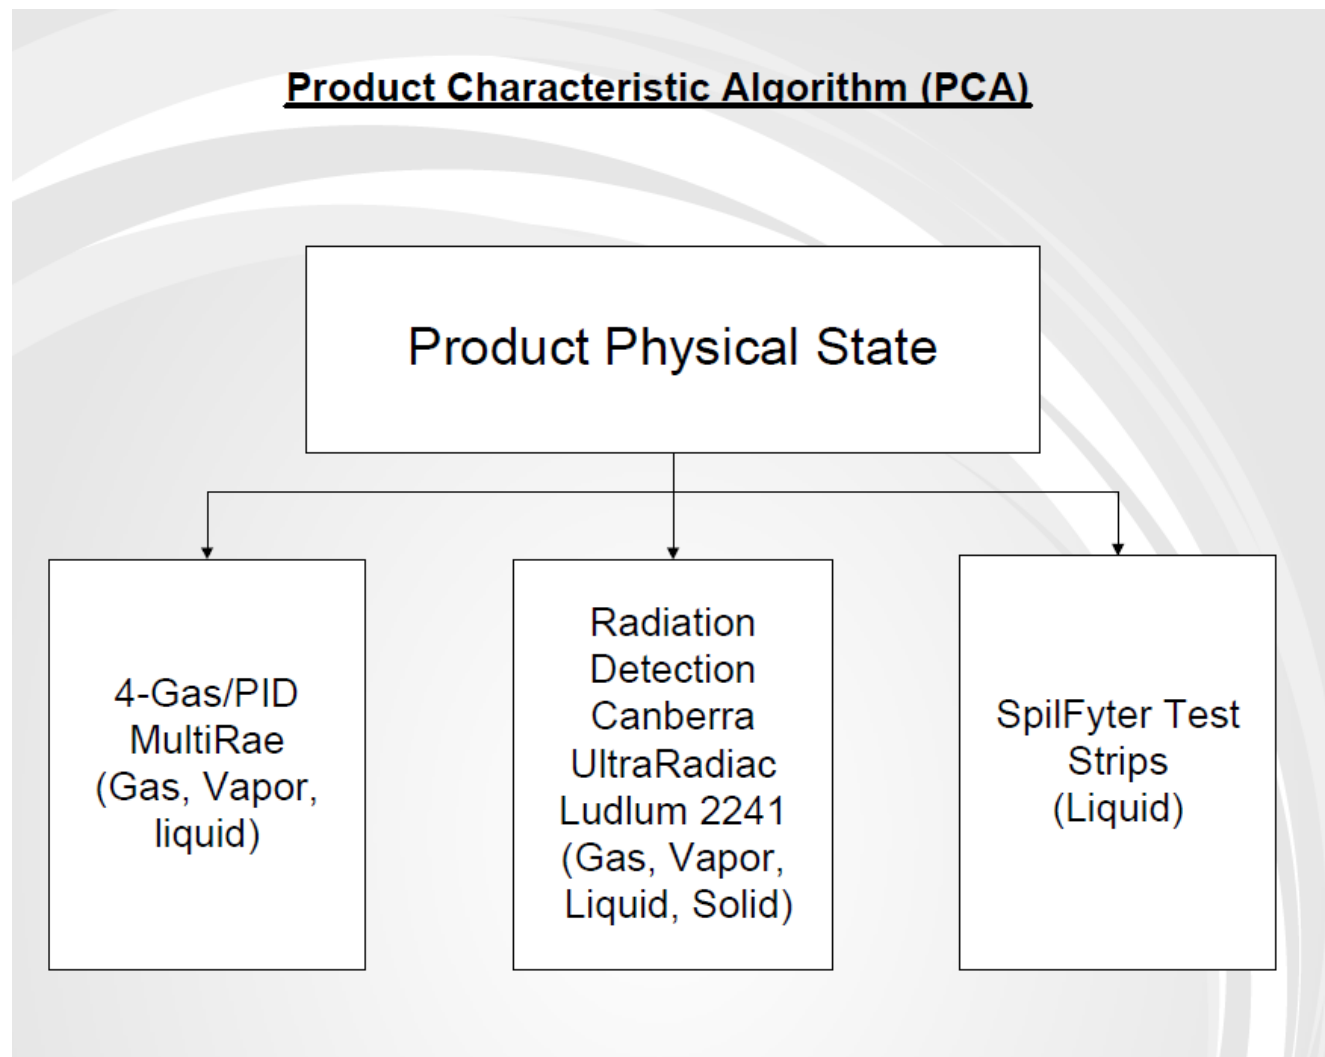 Product Characteristic Algorithm (PCA)
Product Physical State
4-Gas/PID
MultiRae
(Gas, Vapor,
liquid)
Radiation
Detection
Canberra
UltraRadiac
Ludlum 2241
(Gas, Vapor,
Liquid, Solid)
SpilFyter Test
Strips
(Liquid)